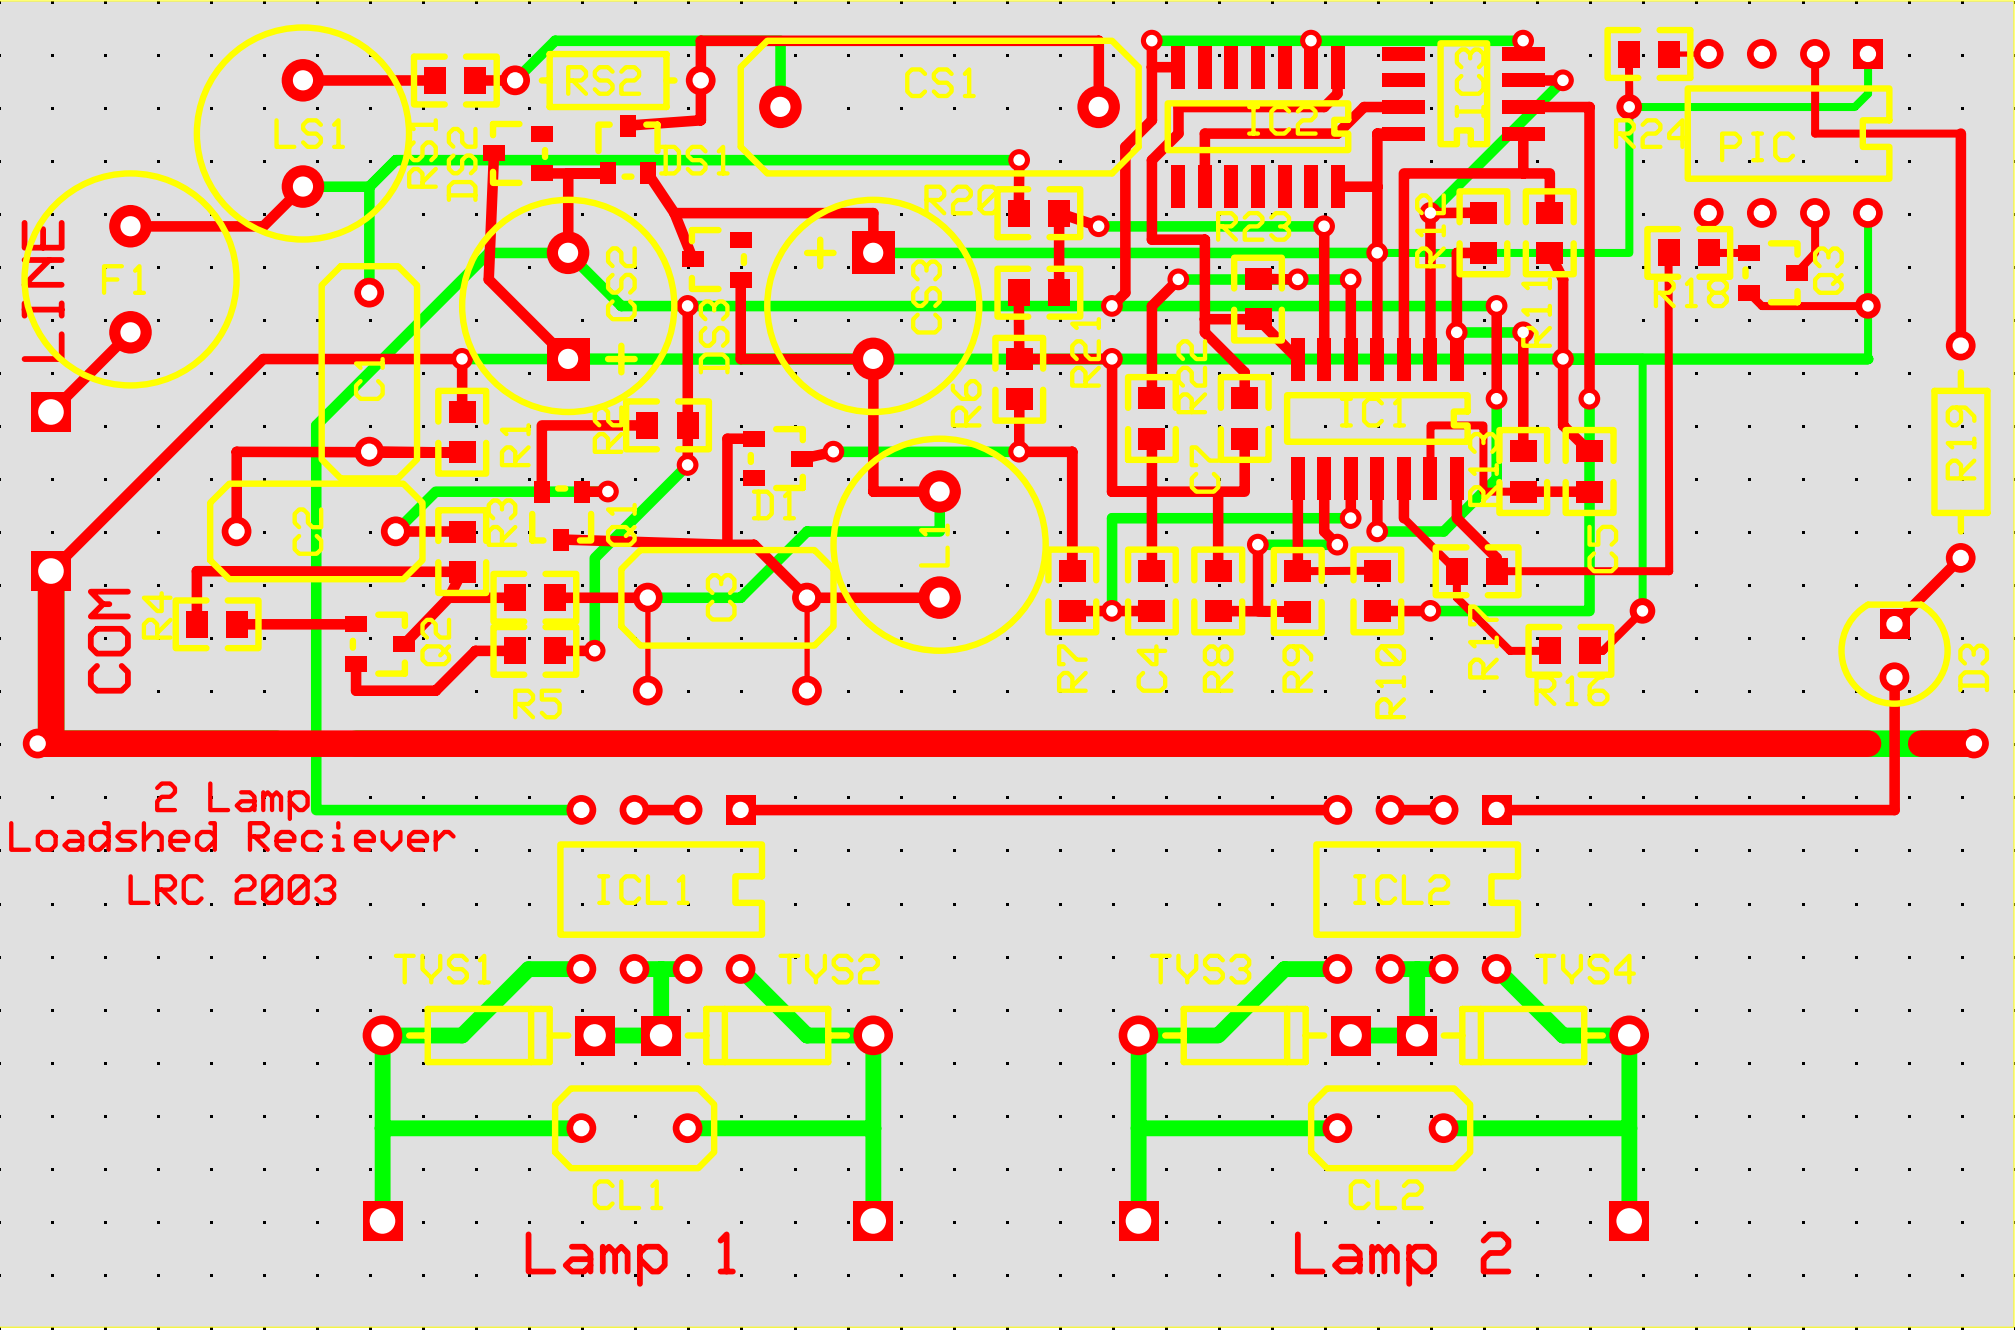 LS1
RS1
RS2
CS1
IC2
IC3
R24
PIC
DS2
DS1
LINE
F1
R20
R23
R12
R18
Q3
CS2
+
DS3
+
CS3
R21
R11
C1
R1
R2
R6
R22
IC1
R13
R19
C2
R3
Q1
D1
C7
L1
C5
COM
R4
Q2
C3
R5
R7
C4
R8
R9
R10
R17
R16
D3
2 Lamp
Loadshed Reciever
LRC 2003
ICL1
ICL2
TVS1
TVS2
TVS3
TVS4
CL1
CL2
Lamp 1
Lamp 2